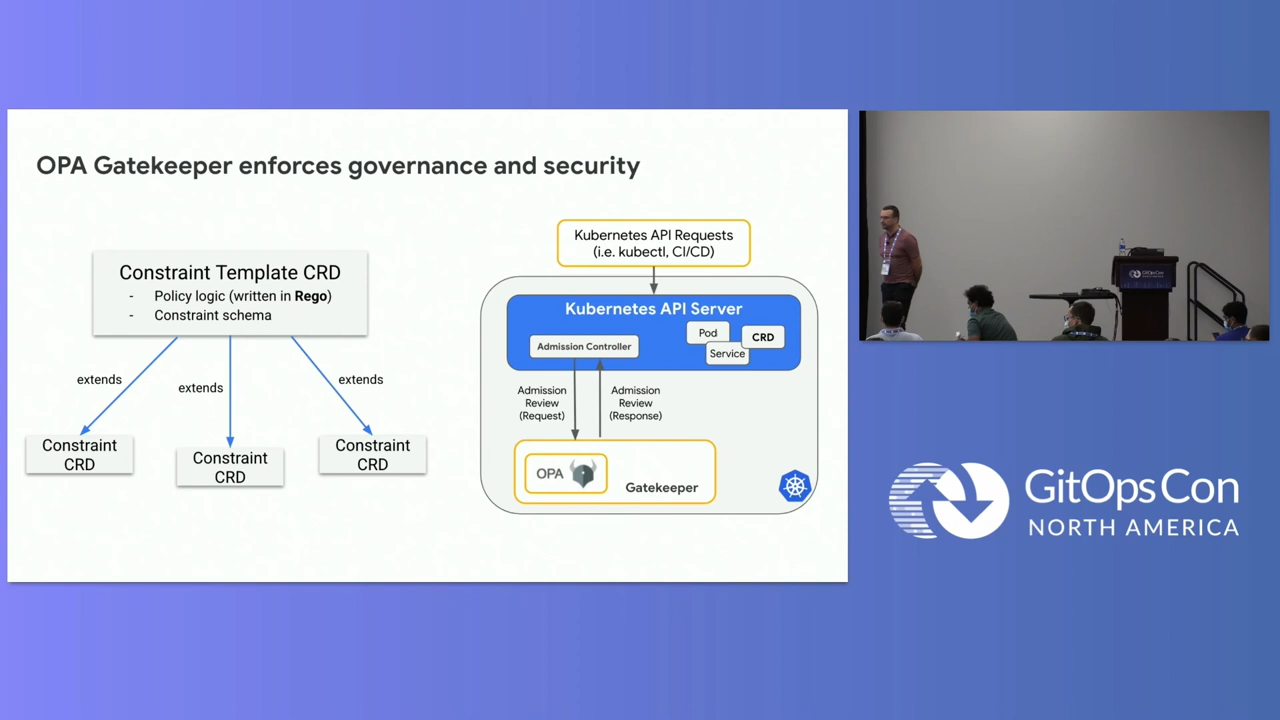 OPA Gatekeeper enforces governance and security
Constraint Template CRD
- Policy logic (written in Rego)
- Constraint schema
extends
extends
extends
Constraint
CRD
Constraint
CRD
Constraint
CRD
Kubernetes API Requests
(i.e. kubectl, CI/CD)
Kubernetes API Server
Admission Controller
Pod
Service
CRD
Admission
Review
(Request)
Admission
Review
(Response)
OPA
Gatekeeper
GitOpsCon
GitOpsCon
NORTH AMERICA